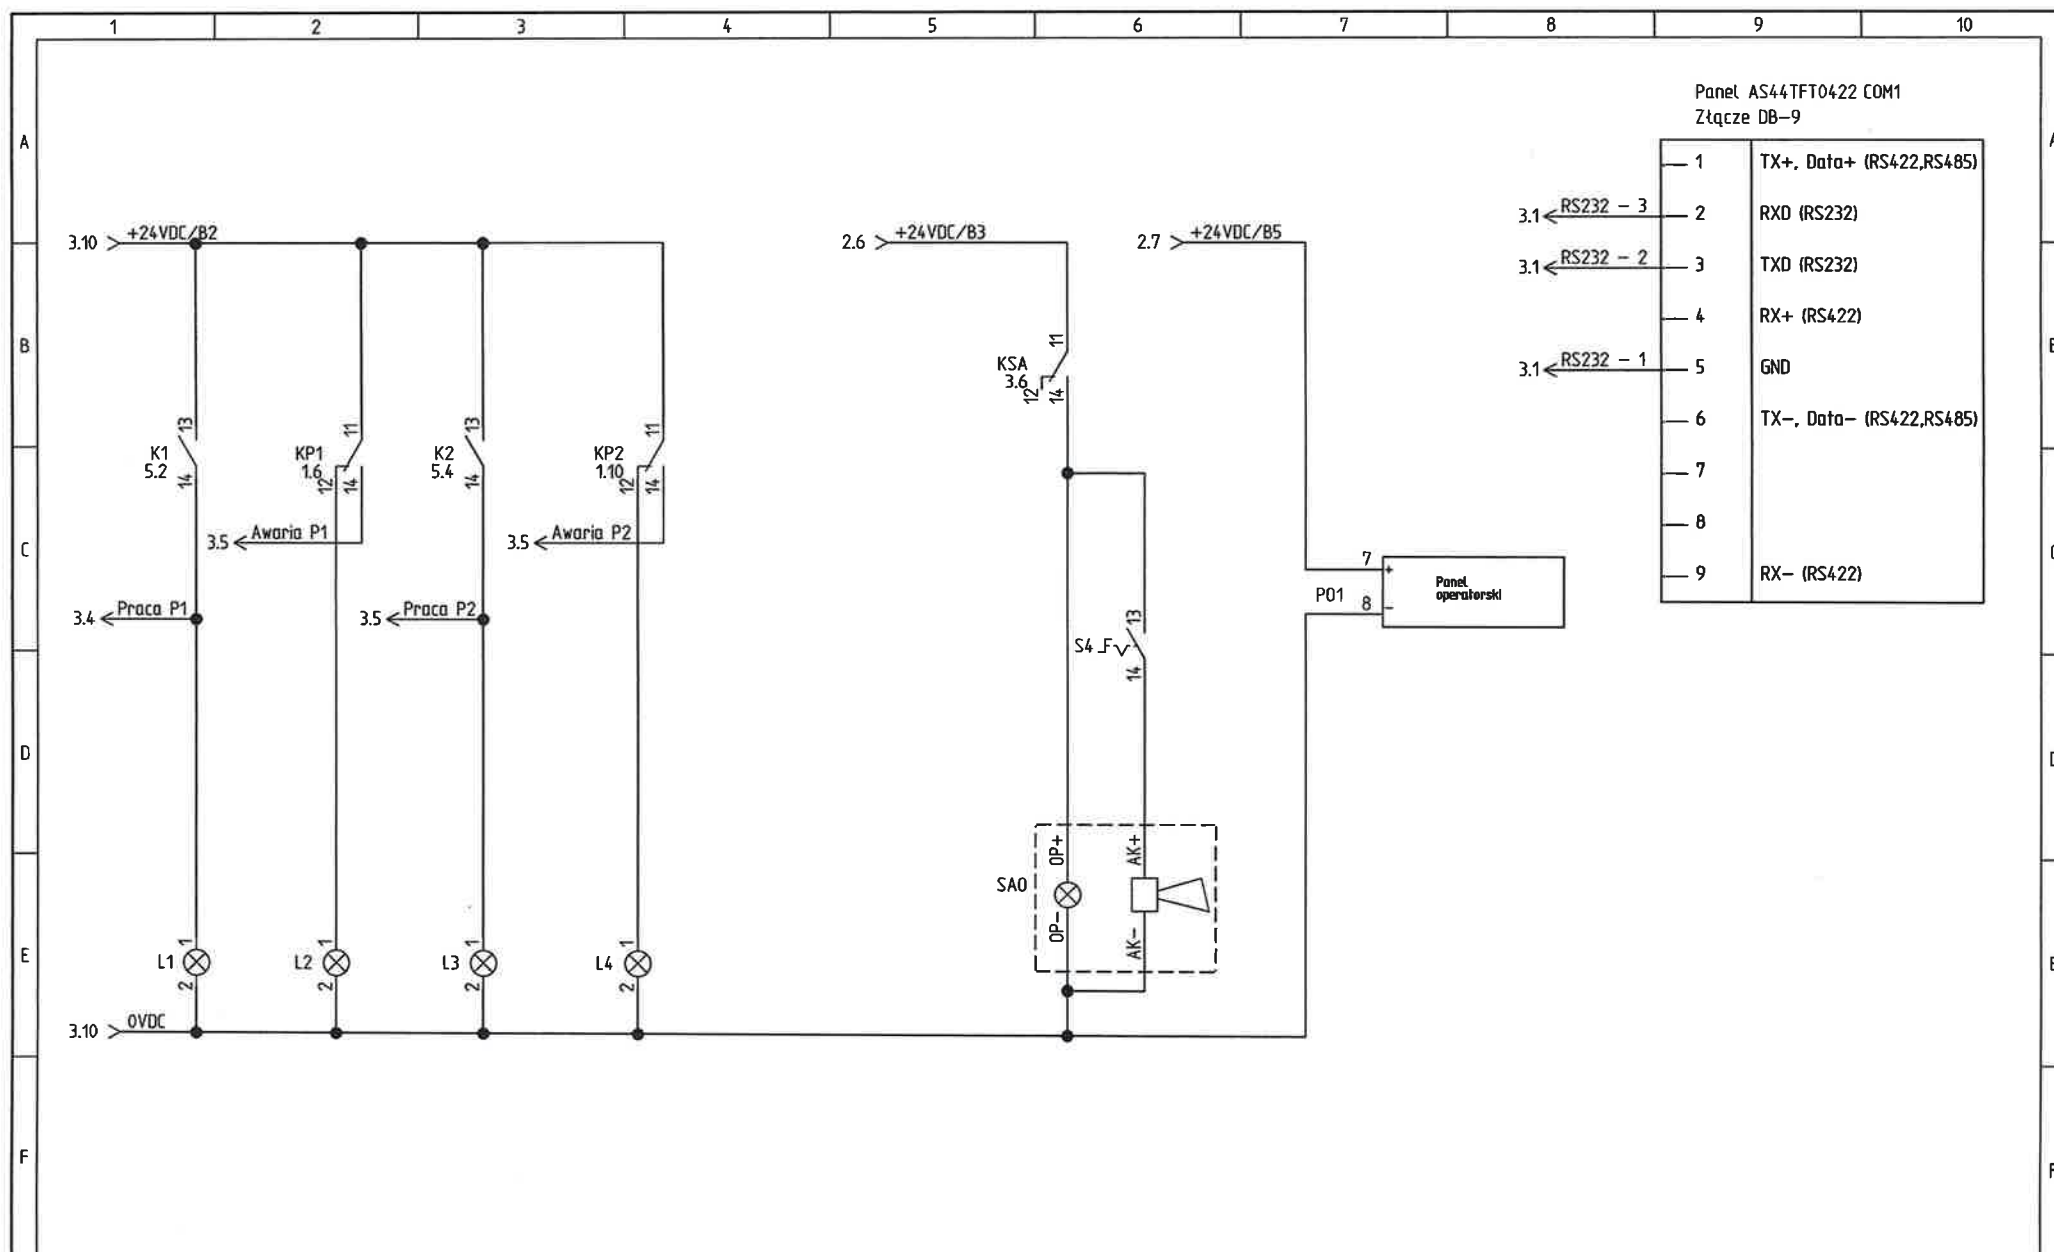 1 2 3 4 5 6 7 8 9 10
Panel AS44TFT0422 COM1
Złącze DB-9
A
1 TX+, Data+ (RS422,RS485)
3.1 RS232 - 3 2 RXD (RS232)
3.10 +24VDC/B2
2.6 +24VDC/B3
2.7 +24VDC/B5
3.1 RS232 - 2 3 TXD (RS232)
4 RX+ (RS422)
B
3.1 RS232 - 1 5 GND
11
KSA
3.6
12
14
6 TX-, Data- (RS422,RS485)
13
K1
5.2
14
11
KP1
1.6
12
14
13
K2
5.4
14
11
KP2
1.10
12
14
7
8
9 RX- (RS422)
C
3.5 Awaria P1
3.5 Awaria P2
3.4 Praca P1
3.5 Praca P2
7 +
P01
8 -
Panel
operatorski
13
S4
14
D
SAO
OP+
OP-
AK+
AK-
E
L1
1
2
L2
1
2
L3
1
2
L4
1
2
3.10 0VDC
F